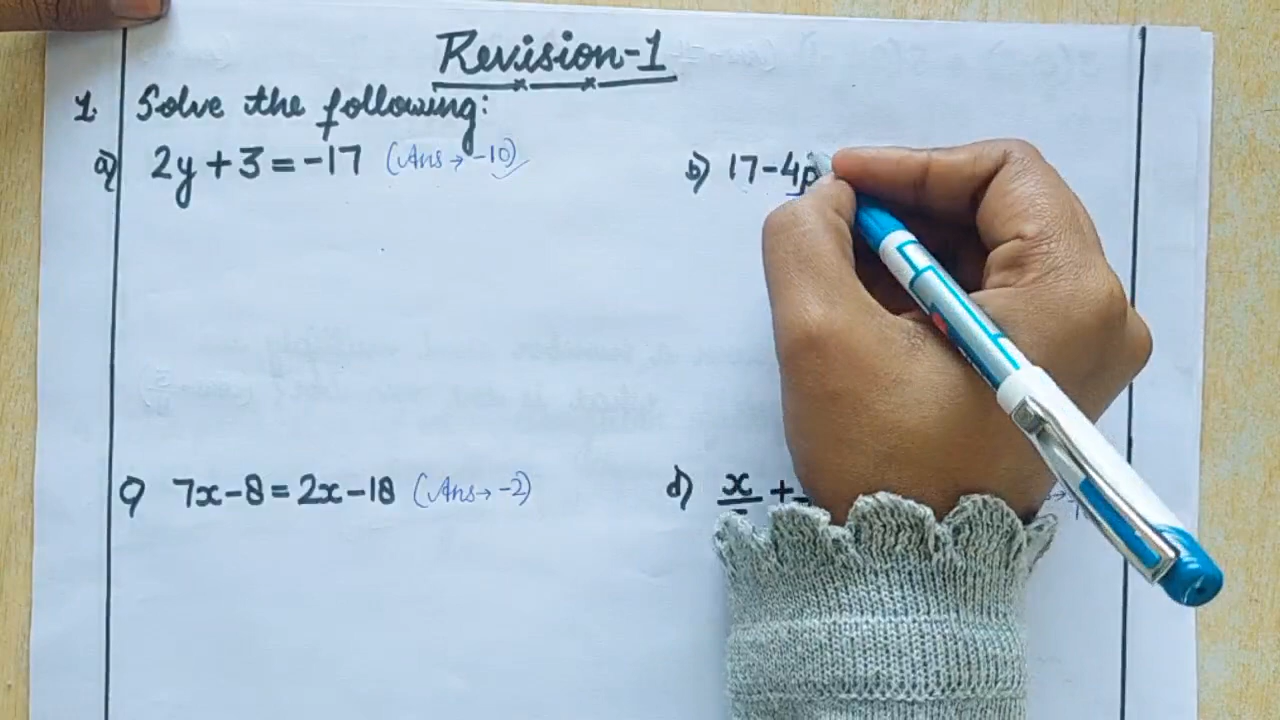 Revision-1
1. Solve the following:
a) 2y + 3 = -17 (Ans → -10)
b) 17 - 4p
c) 7x - 8 = 2x - 18 (Ans → -2)
d) x +